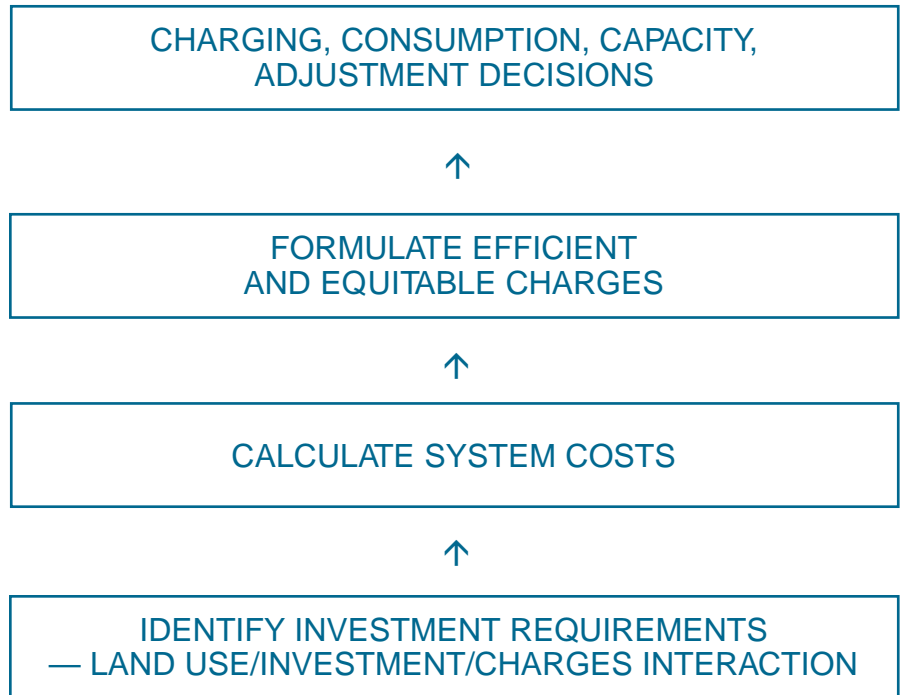 CHARGING, CONSUMPTION, CAPACITY,
ADJUSTMENT DECISIONS
↑
FORMULATE EFFICIENT
AND EQUITABLE CHARGES
↑
CALCULATE SYSTEM COSTS
↑
IDENTIFY INVESTMENT REQUIREMENTS
— LAND USE/INVESTMENT/CHARGES INTERACTION